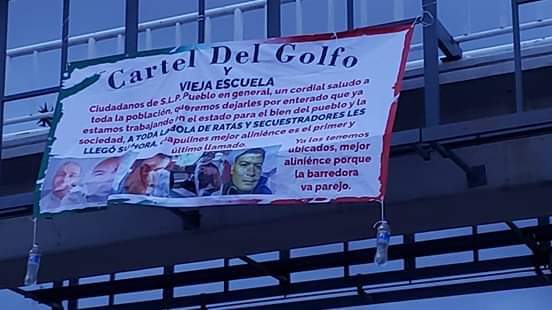 Cartel Del Golfo
Y
VIEJA ESCUELA
Ciudadanos de S.L.P. Pueblo en general, un cordial saludo a
toda la población, queremos dejarles por enterado que ya
estamos trabajando en el estado para el bien del pueblo y la
sociedad, A TODA LA BOLA DE RATAS Y SECUESTRADORES LES
LLEGÓ SU HORA. mejor aliniénce es el primer y
último llamado.
Ya los tenemos
ubicados, mejor
aliniénce porque
la barredora
va parejo.